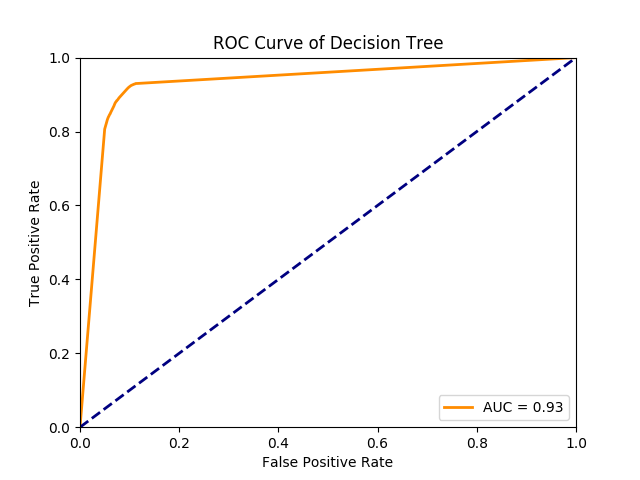 ROC Curve of Decision Tree
True Positive Rate
1.0
0.8
0.6
0.4
0.2
0.0
AUC = 0.93
0.0 0.2 0.4 0.6 0.8 1.0
False Positive Rate